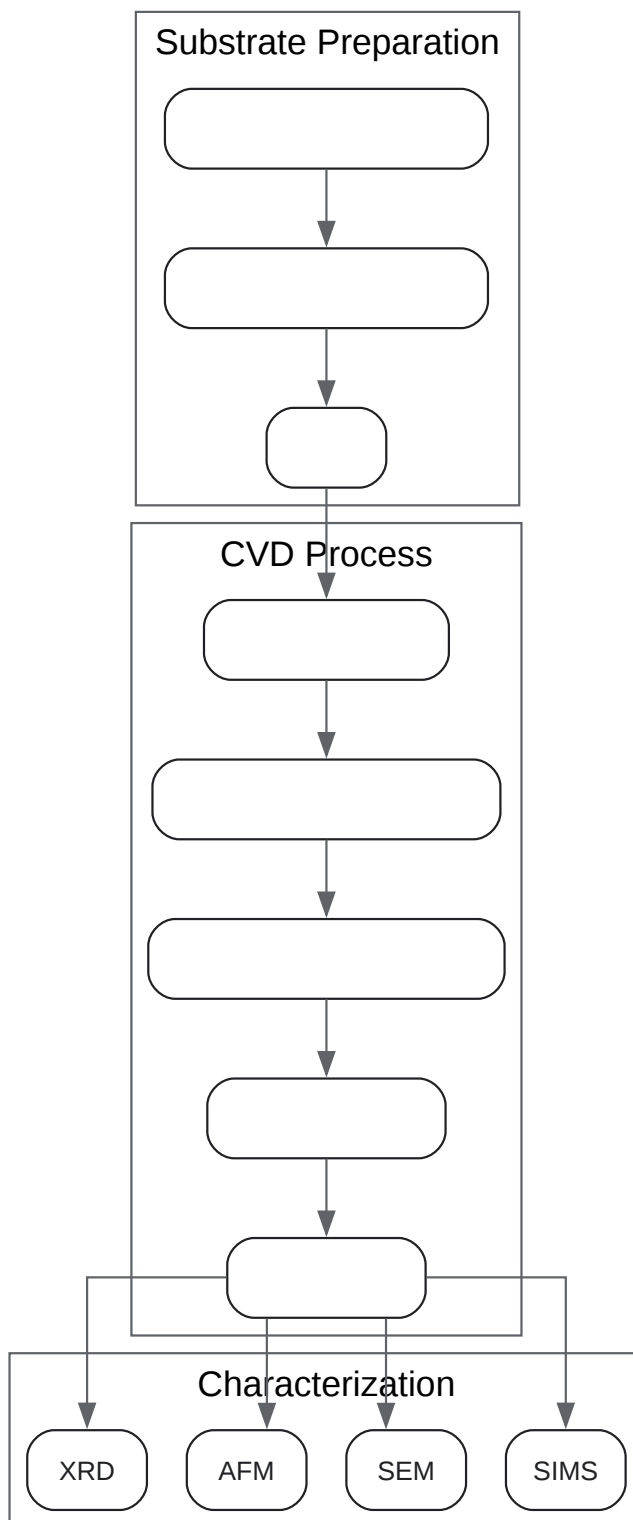 Substrate Preparation
CVD Process
Characterization
XRD
AFM
SEM
SIMS